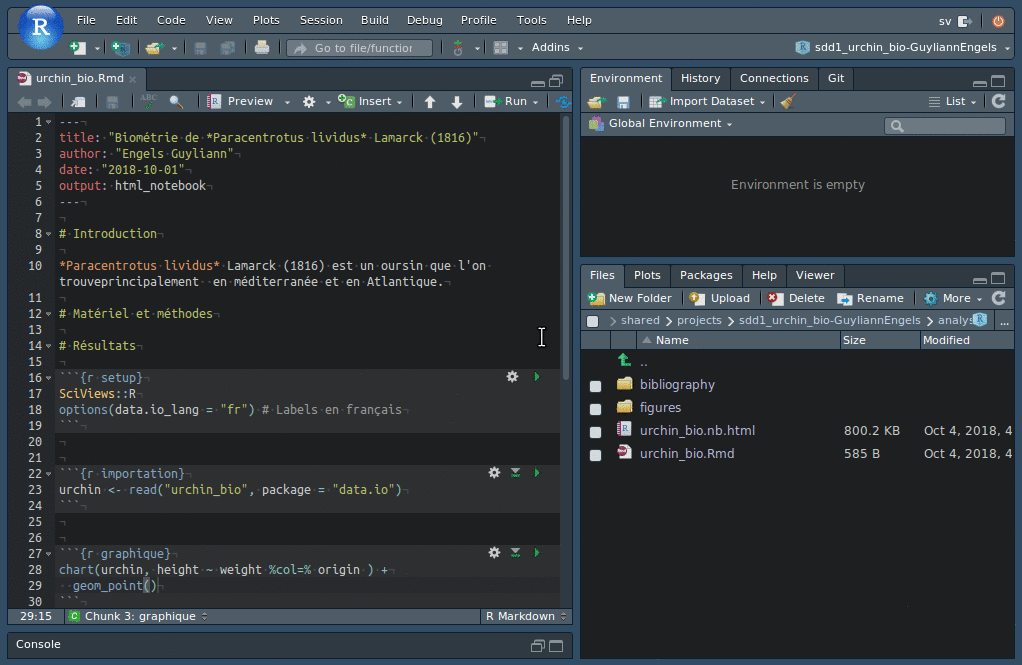 R
File Edit Code View Plots Session Build Debug Profile Tools Help
sv
Go to file/function
Addins
sdd1_urchin_bio-GuyliannEngels
urchin_bio.Rmd
ABC
Preview
Insert
Run
1 ---
2 title: "Biométrie de *Paracentrotus lividus* Lamarck (1816)"
3 author: "Engels Guyliann"
4 date: "2018-10-01"
5 output: html_notebook
6 ---
7
8 # Introduction
9
10 *Paracentrotus lividus* Lamarck (1816) est un oursin que l'on
trouveprincipalement  en méditerranée et en Atlantique.
11
12 # Matériel et méthodes
13
14 # Résultats
15
16 ```{r setup}
17 SciViews::R
18 options(data.io_lang = "fr") # Labels en français
19 ```
20
21
22 ```{r importation}
23 urchin <- read("urchin_bio", package = "data.io")
24 ```
25
26
27 ```{r graphique}
28 chart(urchin, height ~ weight %col=% origin ) +
29   geom_point()
30 ```
29:15
Chunk 3: graphique
R Markdown
Console
Environment History Connections Git
Import Dataset
List
Global Environment
Environment is empty
Files Plots Packages Help Viewer
New Folder Upload Delete Rename More
shared projects sdd1_urchin_bio-GuyliannEngels analys ...
Name Size Modified
..
bibliography
figures
urchin_bio.nb.html 800.2 KB Oct 4, 2018, 4
urchin_bio.Rmd 585 B Oct 4, 2018, 4